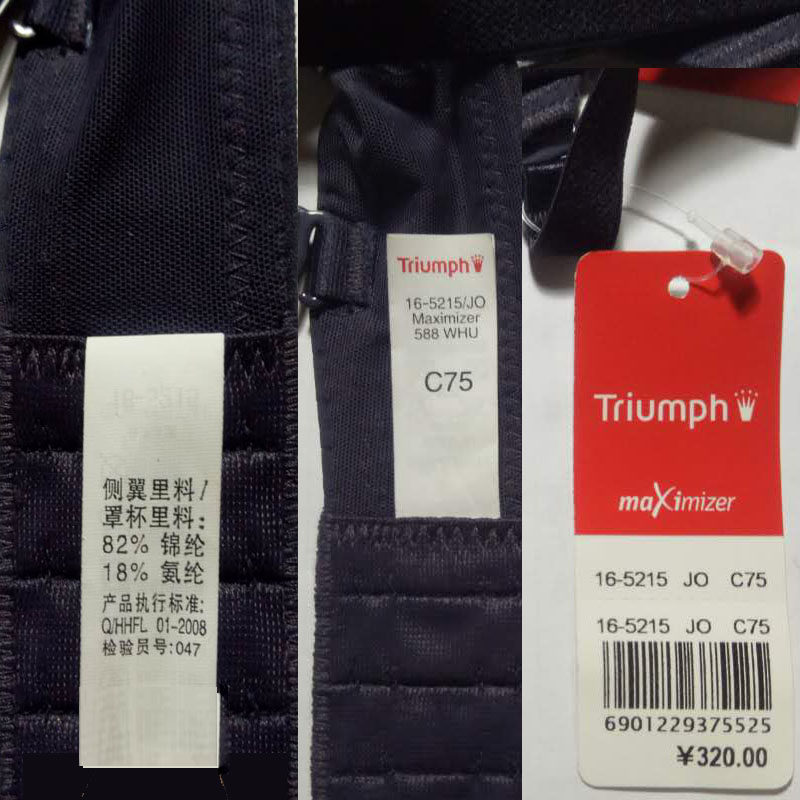 侧翼里料/
罩杯里料:
82% 锦纶
18% 氨纶
产品执行标准:
Q/HHFL 01-2008
检验员号:047
Triumph
16-5215/JO
Maximizer
588 WHU
C75
Triumph
maXimizer
16-5215 JO C75
16-5215 JO C75
6901229375525
¥320.00